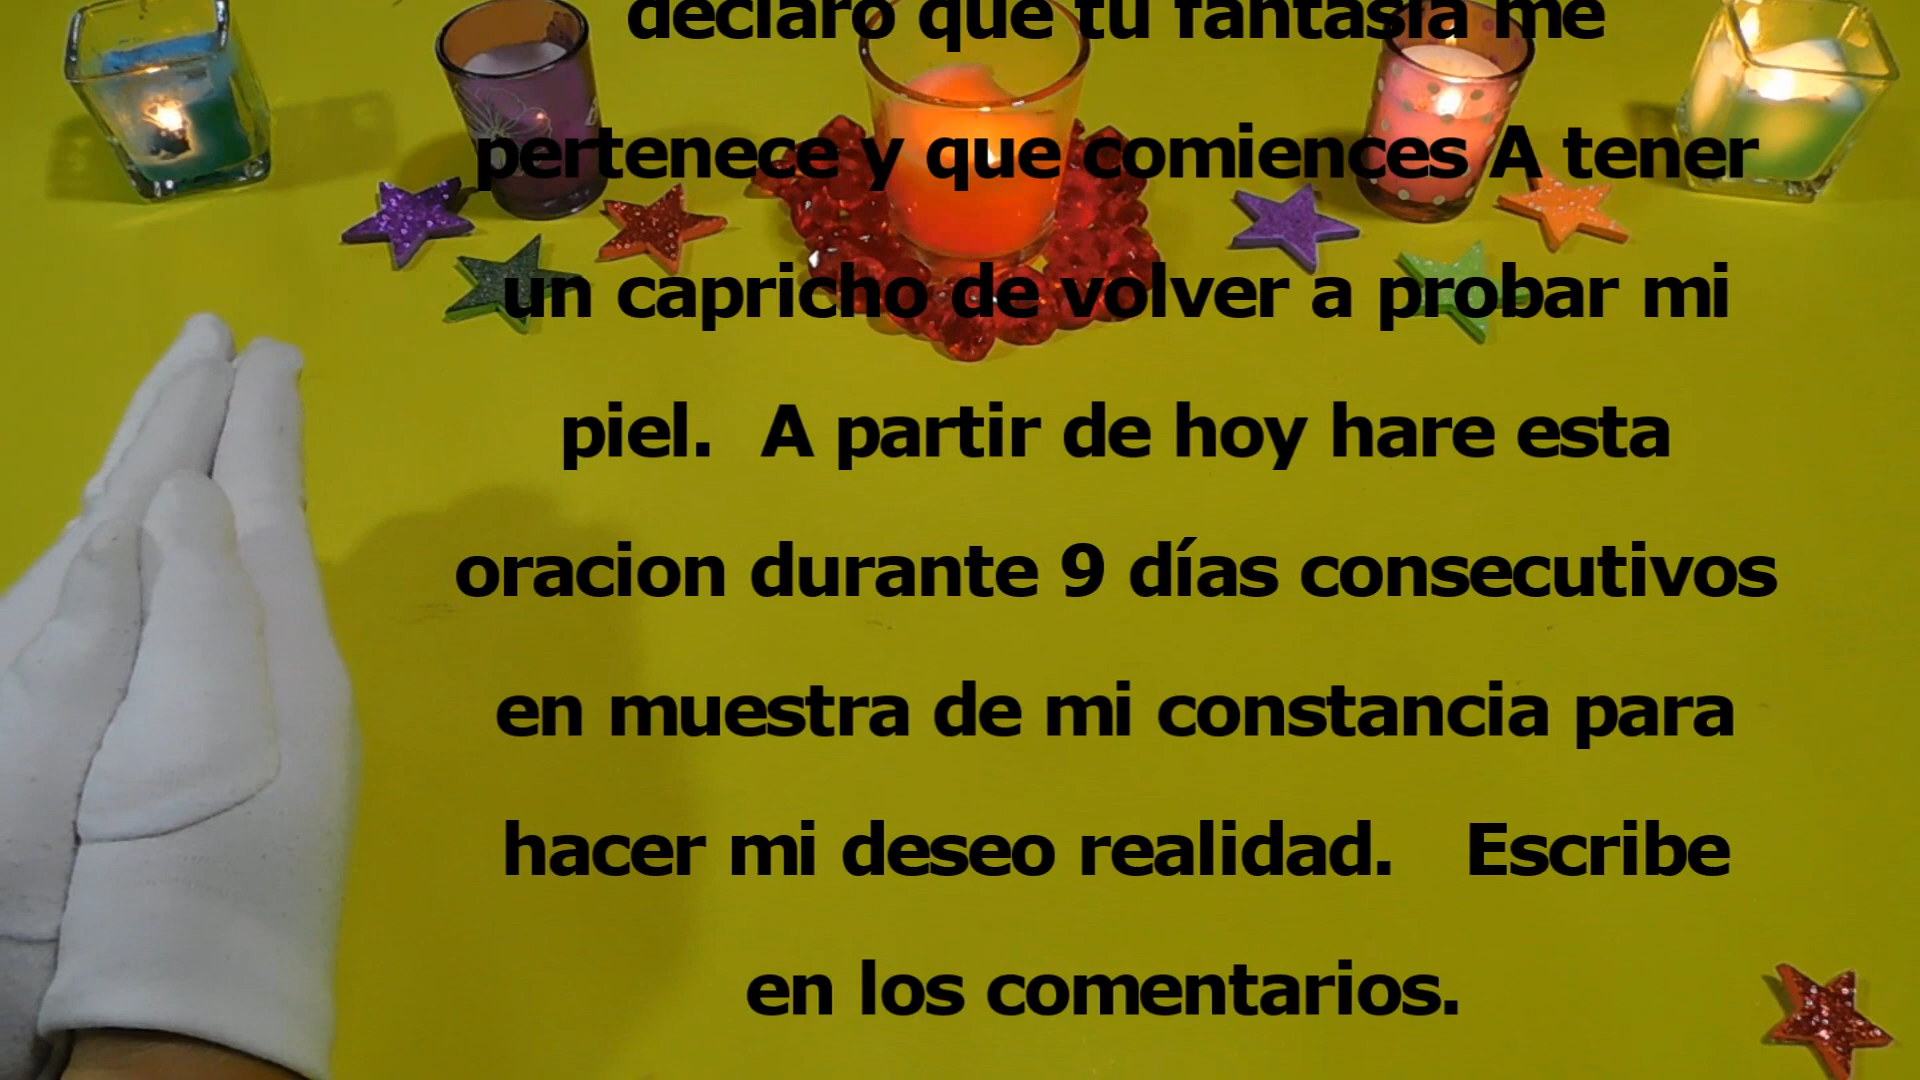 declaro que tu fantasía me
pertenece y que comiences A tener
un capricho de volver a probar mi
piel. A partir de hoy hare esta
oracion durante 9 días consecutivos
en muestra de mi constancia para
hacer mi deseo realidad. Escribe
en los comentarios.